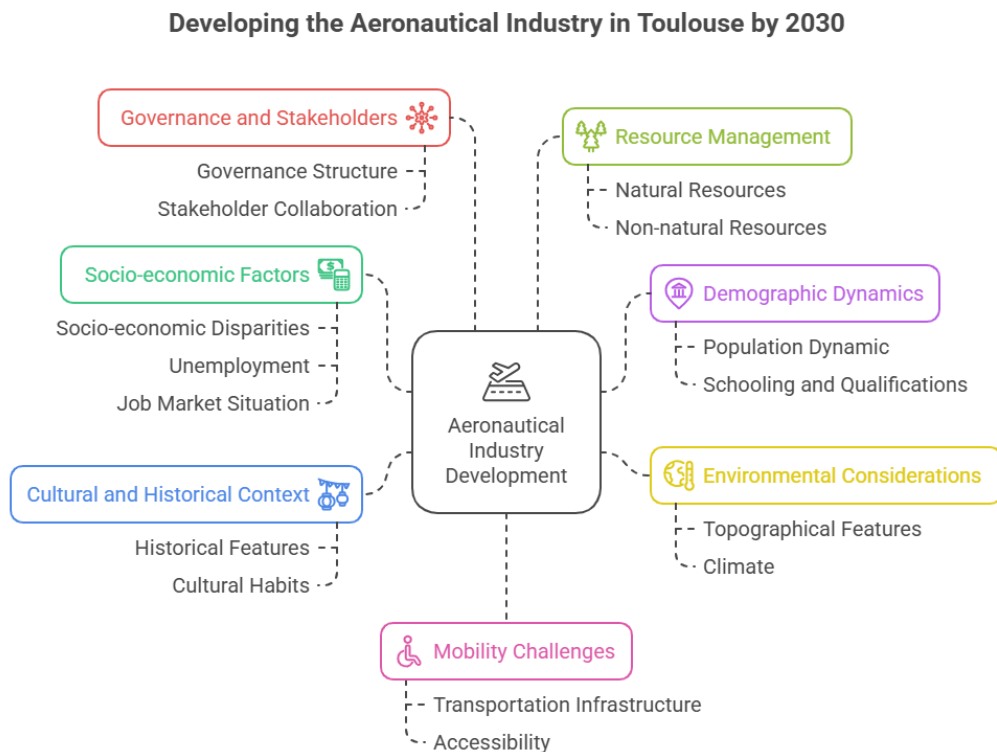 Developing the Aeronautical Industry in Toulouse by 2030
Governance and Stakeholders
Governance Structure
Stakeholder Collaboration
Resource Management
Natural Resources
Non-natural Resources
Socio-economic Factors
Socio-economic Disparities
Unemployment
Job Market Situation
Demographic Dynamics
Population Dynamic
Schooling and Qualifications
Aeronautical
Industry
Development
Cultural and Historical Context
Historical Features
Cultural Habits
Environmental Considerations
Topographical Features
Climate
Mobility Challenges
Transportation Infrastructure
Accessibility